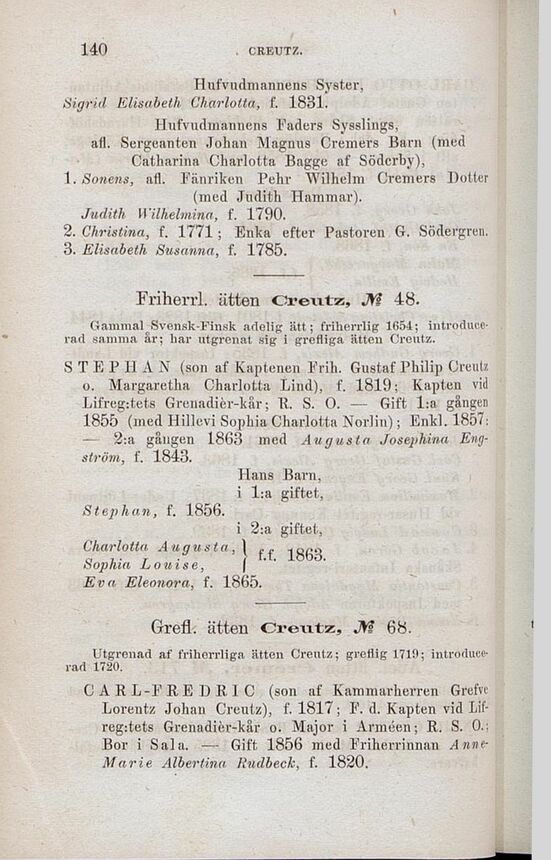 140 CREUTZ.
Hufvudmannens Syster,
Sigrid Elisabeth Charlotta, f. 1831.
Hufvudmannens Faders Sysslings,
afl. Sergeanten Johan Magnus Cremers Barn (med
Catharina Charlotta Bagge af Söderby),
1. Sonens, afl. Fänriken Pehr Wilhelm Cremers Dotter
(med Judith Hammar).
Judith Wilhelmina, f. 1790.
2. Christina, f. 1771; Enka efter Pastoren G. Södergren.
3. Elisabeth Susanna, f. 1785.
Friherrl. ätten Creutz, № 48.
Gammal Svensk-Finsk adelig ätt; friherrlig 1654; introduce-
rad samma år; har utgrenat sig i grefliga ätten Creutz.
STEPHAN (son af Kaptenen Frih. Gustaf Philip Creutz
o. Margaretha Charlotta Lind), f. 1819; Kapten vid
Lifreg:tets Grenadièr-kår; R. S. O. — Gift 1:a gången
1855 (med Hillevi Sophia Charlotta Norlin); Enkl. 1857:
— 2:a gången 1863 med Augusta Josephina Eng-
ström, f. 1843.
Hans Barn,
i 1:a giftet,
Stephan, f. 1856.
i 2:a giftet,
Charlotta Augusta, } f.f. 1863.
Sophia Louise,
Eva Eleonora, f. 1865.
Grefl. ätten Creutz, № 68.
Utgrenad af friherrliga ätten Creutz; greflig 1719; introduce-
rad 1720.
CARL-FREDRIC (son af Kammarherren Grefve
Lorentz Johan Creutz), f. 1817; F. d. Kapten vid Lif-
reg:tets Grenadièr-kår o. Major i Arméen; R. S. O.;
Bor i Sala. — Gift 1856 med Friherrinnan Anne-
Marie Albertina Rudbeck, f. 1820.